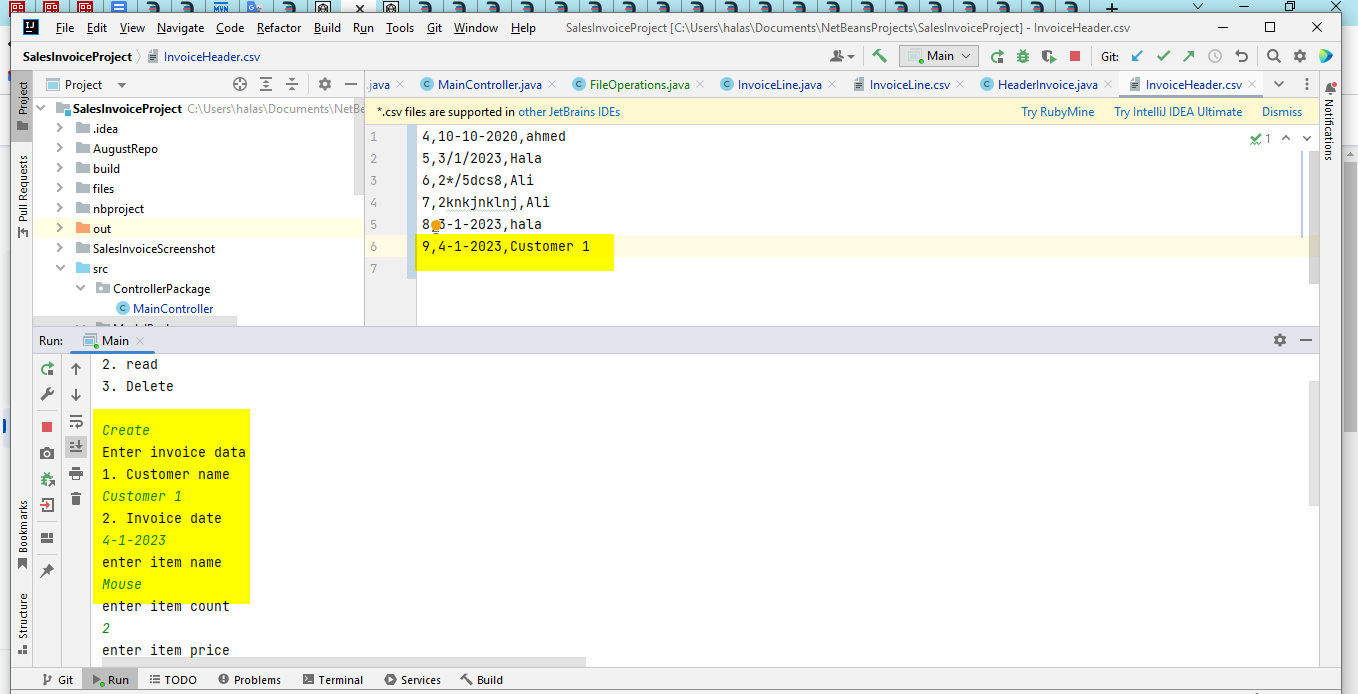 File Edit View Navigate Code Refactor Build Run Tools Git Window Help SalesInvoiceProject [C:\Users\halas\Documents\NetBeansProjects\SalesInvoiceProject] - InvoiceHeader.csv
SalesInvoiceProject InvoiceHeader.csv Main Git:
Project
.java MainController.java FileOperations.java InvoiceLine.java InvoiceLine.csv HeaderInvoice.java InvoiceHeader.csv
SalesInvoiceProject C:\Users\halas\Documents\NetBe
.idea
AugustRepo
build
files
nbproject
out
SalesInvoiceScreenshot
src
ControllerPackage
MainController
*.csv files are supported in other JetBrains IDEs Try RubyMine Try IntelliJ IDEA Ultimate Dismiss
1 4,10-10-2020,ahmed
2 5,3/1/2023,Hala
3 6,2*/5dcs8,Ali
4 7,2knkjnklnj,Ali
5 8,3-1-2023,hala
6 9,4-1-2023,Customer 1
7
1
Project
Pull Requests
Bookmarks
Structure
Notifications
Run: Main
2. read
3. Delete
Create
Enter invoice data
1. Customer name
Customer 1
2. Invoice date
4-1-2023
enter item name
Mouse
enter item count
2
enter item price
Git Run TODO Problems Terminal Services Build